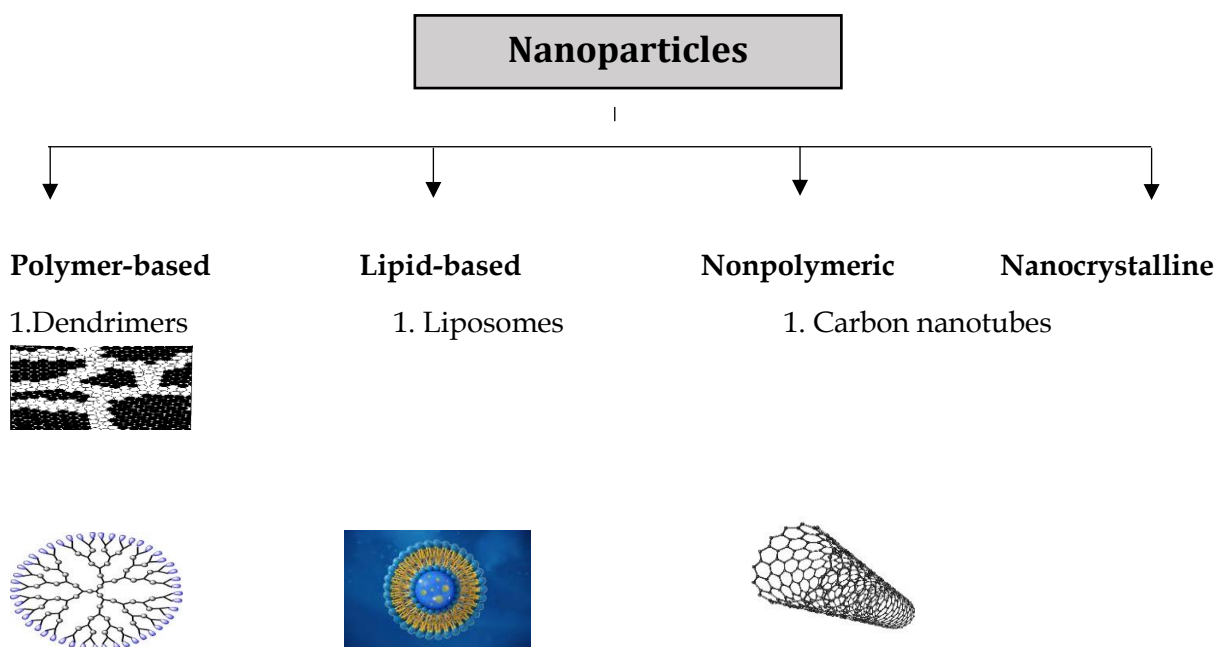 Nanoparticles
Polymer-based Lipid-based Nonpolymeric Nanocrystalline
1.Dendrimers 1. Liposomes 1. Carbon nanotubes